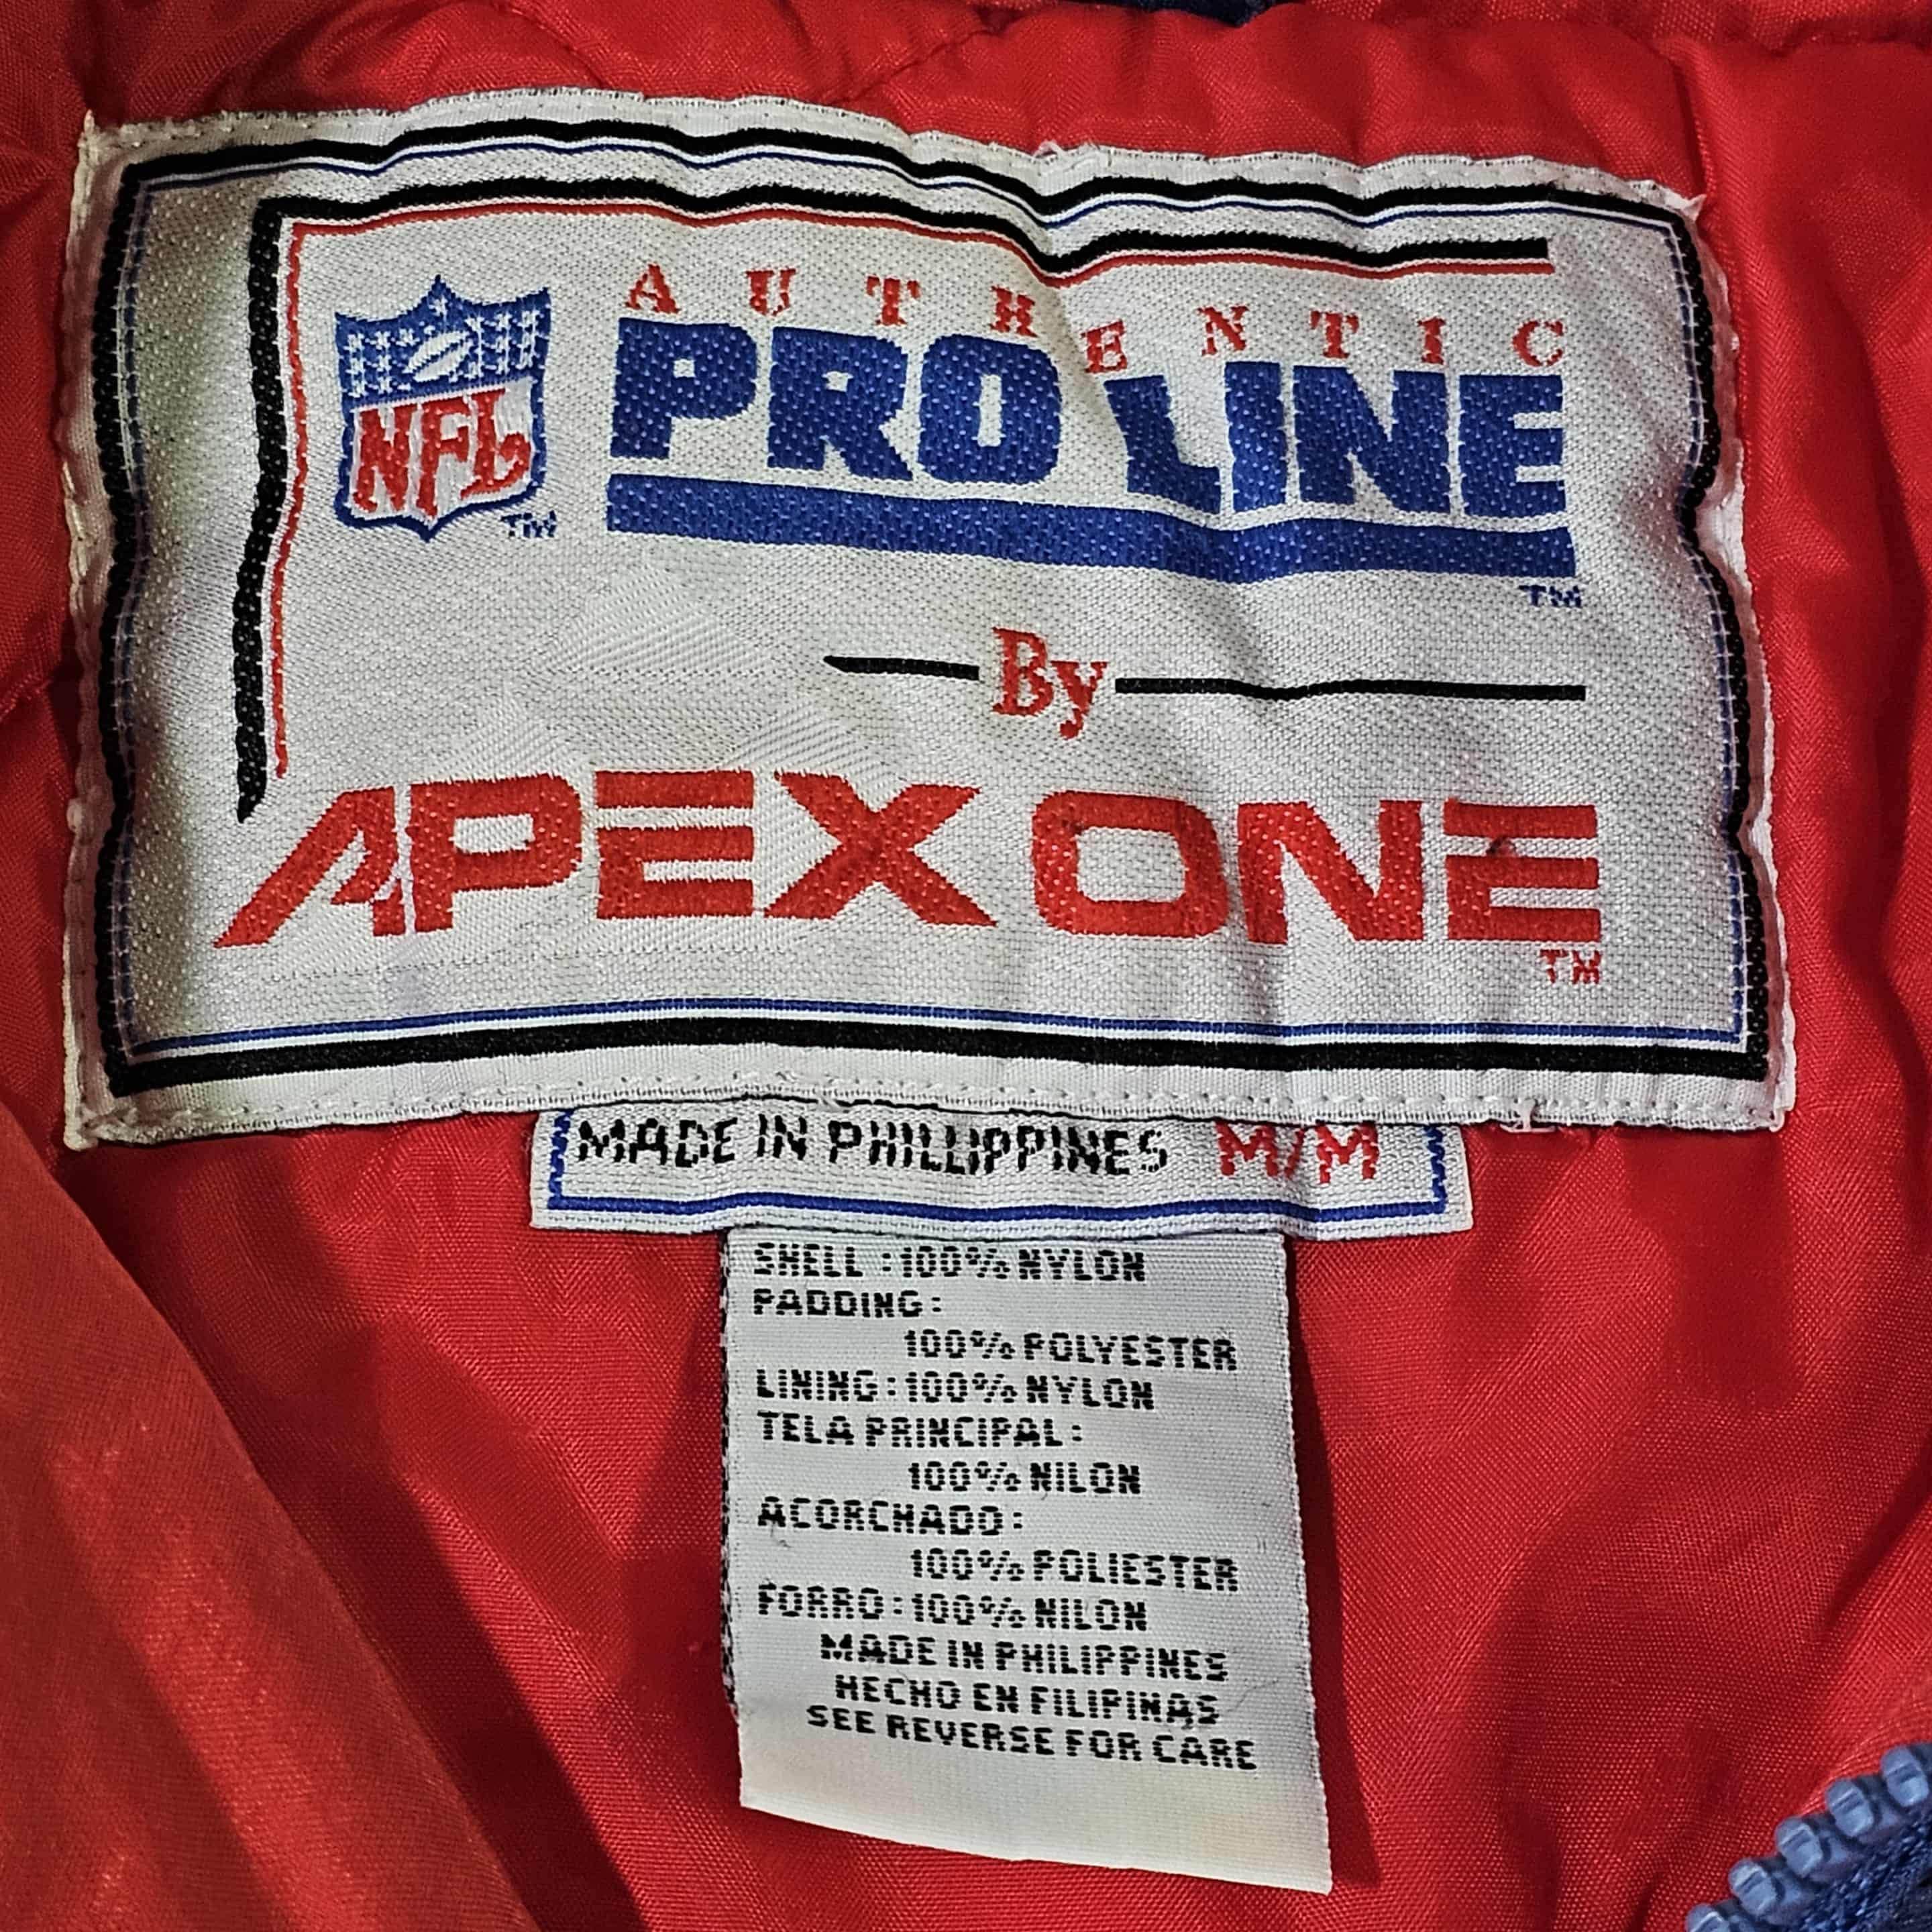 AUTHENTIC
NFL TM
PRO LINE
TM
By
APEX ONE
TM
MADE IN PHILLIPPINES M/M
SHELL : 100% NYLON
PADDING :
100% POLYESTER
LINING : 100% NYLON
TELA PRINCIPAL :
100% NILON
ACORCHADO :
100% POLIESTER
FORRO : 100% NILON
MADE IN PHILIPPINES
HECHO EN FILIPINAS
SEE REVERSE FOR CARE